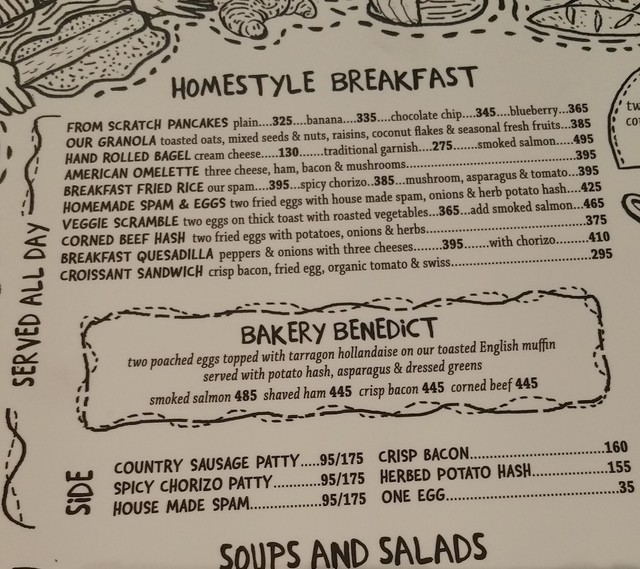 HOMESTYLE BREAKFAST
FROM SCRATCH PANCAKES plain....325....banana....335....chocolate chip....345....blueberry...365
OUR GRANOLA toasted oats, mixed seeds & nuts, raisins, coconut flakes & seasonal fresh fruits...385
HAND ROLLED BAGEL cream cheese.....130.......traditional garnish....275.......smoked salmon.....495
AMERICAN OMELETTE three cheese, ham, bacon & mushrooms...............................................395
BREAKFAST FRIED RICE our spam....395...spicy chorizo..385...mushroom, asparagus & tomato...395
HOMEMADE SPAM & EGGS two fried eggs with house made spam, onions & herb potato hash....425
VEGGIE SCRAMBLE two eggs on thick toast with roasted vegetables...365...add smoked salmon...465
CORNED BEEF HASH two fried eggs with potatoes, onions & herbs...........................................375
BREAKFAST QUESADILLA peppers & onions with three cheeses........395.......with chorizo........410
CROISSANT SANDWICH crisp bacon, fried egg, organic tomato & swiss.....................................295
SERVED ALL DAY
BAKERY BENEDICT
two poached eggs topped with tarragon hollandaise on our toasted English muffin
served with potato hash, asparagus & dressed greens
smoked salmon 485 shaved ham 445 crisp bacon 445 corned beef 445
SIDE
COUNTRY SAUSAGE PATTY.....95/175 CRISP BACON...........................160
SPICY CHORIZO PATTY...........95/175 HERBED POTATO HASH...............155
HOUSE MADE SPAM................95/175 ONE EGG....................................35
SOUPS AND SALADS